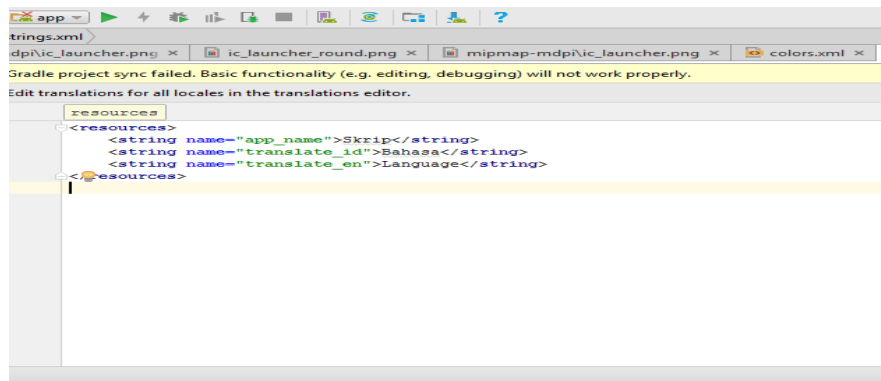 app
trings.xml
dpi\ic_launcher.png × ic_launcher_round.png × mipmap-mdpi\ic_launcher.png × colors.xml ×
Gradle project sync failed. Basic functionality (e.g. editing, debugging) will not work properly.
Edit translations for all locales in the translations editor.
resources
<resources>
<string name="app_name">Skrip</string>
<string name="translate_id">Bahasa</string>
<string name="translate_en">Language</string>
</resources>